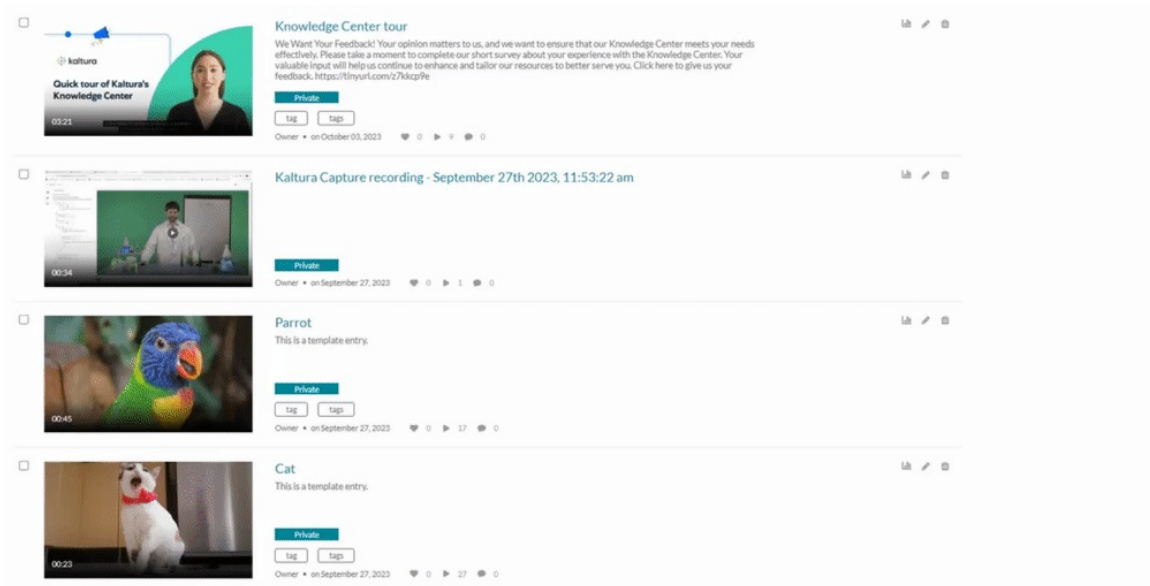 Knowledge Center tour
We Want Your Feedback! Your opinion matters to us, and we want to ensure that our Knowledge Center meets your needs
effectively. Please take a moment to complete our short survey about your experience with the Knowledge Center. Your
valuable input will help us continue to enhance and tailor our resources to better serve you. Click here to give us your
feedback. https://tinyurl.com/z7kkcp9e
kaltura
Quick tour of Kaltura's
Knowledge Center
03:21
Private
tag tags
Owner • on October 03, 2023 0 9 0
Kaltura Capture recording - September 27th 2023, 11:53:22 am
00:34
Private
Owner • on September 27, 2023 0 1 0
Parrot
This is a template entry.
00:45
Private
tag tags
Owner • on September 27, 2023 0 17 0
Cat
This is a template entry.
00:23
Private
tag tags
Owner • on September 27, 2023 0 27 0